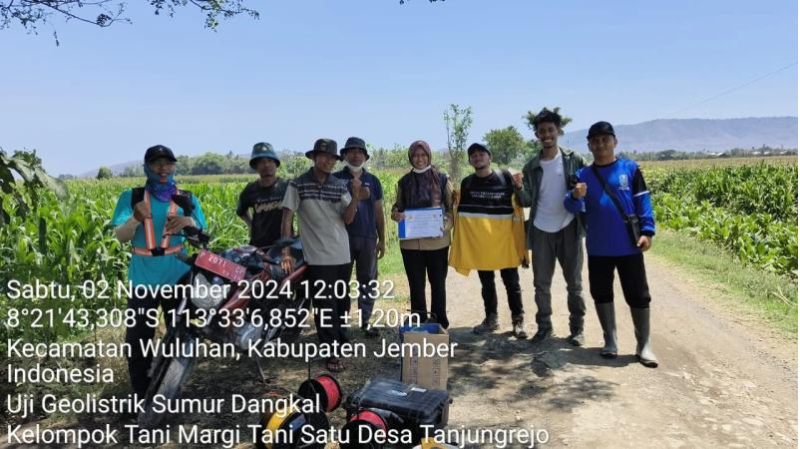 Sabtu, 02 November 2024 12:03:32
8°21'43,308"S 113°33'6,852"E ±1,20m
Kecamatan Wuluhan, Kabupaten Jember
Indonesia
Uji Geolistrik Sumur Dangkal
Kelompok Tani Margi Tani Satu Desa Tanjungrejo